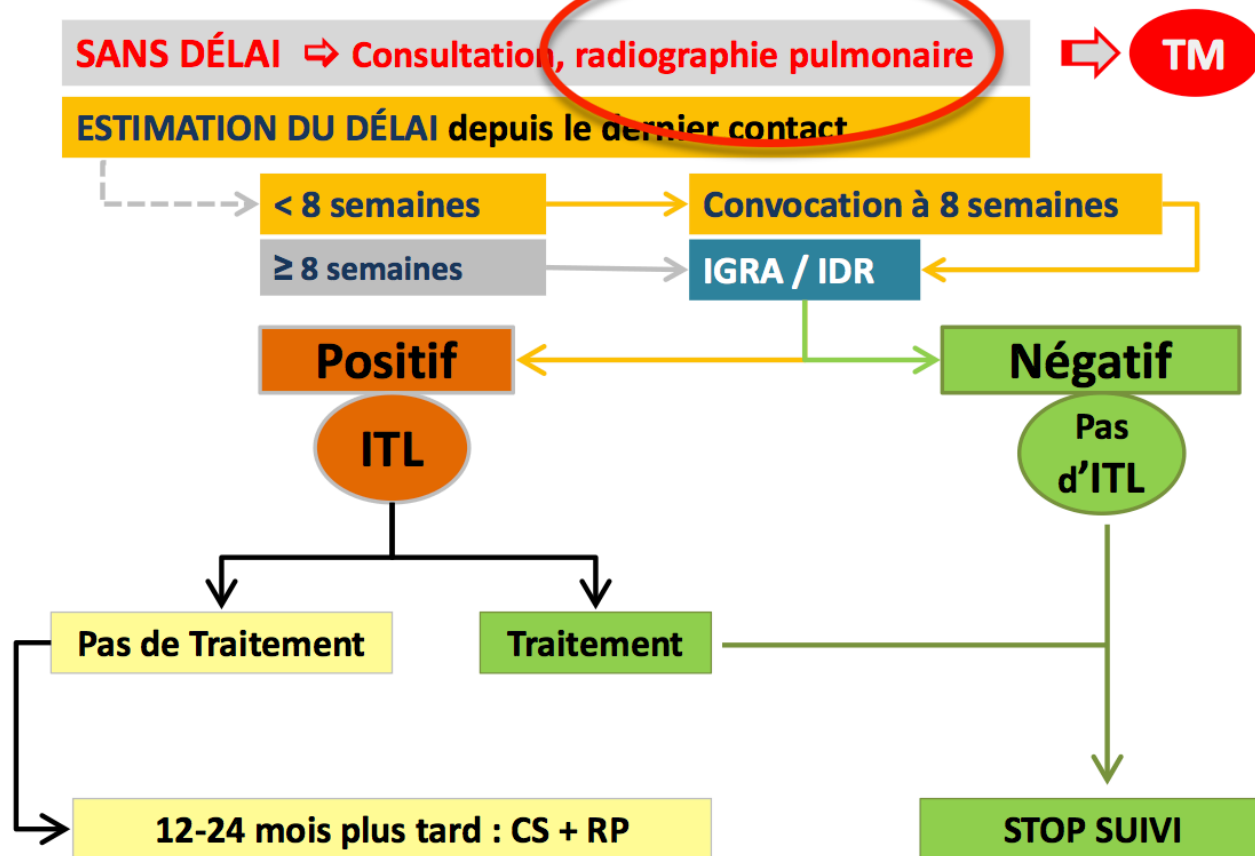 SANS DÉLAI ⇨ Consultation, radiographie pulmonaire
TM
ESTIMATION DU DÉLAI depuis le dernier contact
< 8 semaines
Convocation à 8 semaines
≥ 8 semaines
IGRA / IDR
Positif
Négatif
ITL
Pas
d’ITL
Pas de Traitement
Traitement
12-24 mois plus tard : CS + RP
STOP SUIVI